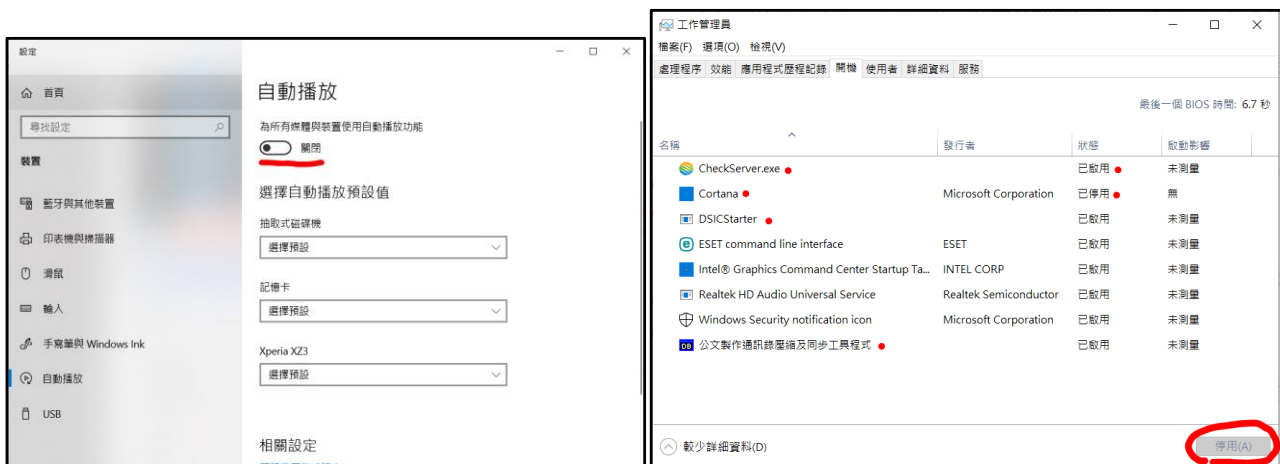 設定
首頁
尋找設定
裝置
藍牙與其他裝置
印表機與掃描器
滑鼠
輸入
手寫筆與 Windows Ink
自動播放
USB
自動播放
為所有媒體與裝置使用自動播放功能
關閉
選擇自動播放預設值
抽取式磁碟機
選擇預設
記憶卡
選擇預設
Xperia XZ3
選擇預設
相關設定
工作管理員
檔案(F) 選項(O) 檢視(V)
處理程序 效能 應用程式歷程記錄 開機 使用者 詳細資料 服務
最後一個 BIOS 時間: 6.7 秒
名稱 發行者 狀態 啟動影響
CheckServer.exe 已啟用 未測量
Cortana Microsoft Corporation 已停用 無
DSICStarter 已啟用 未測量
ESET command line interface ESET 已啟用 未測量
Intel® Graphics Command Center Startup Ta... INTEL CORP 已啟用 未測量
Realtek HD Audio Universal Service Realtek Semiconductor 已啟用 未測量
Windows Security notification icon Microsoft Corporation 已啟用 未測量
DB 公文製作通訊錄壓縮及同步工具程式 已啟用 未測量
較少詳細資料(D)
停用(A)